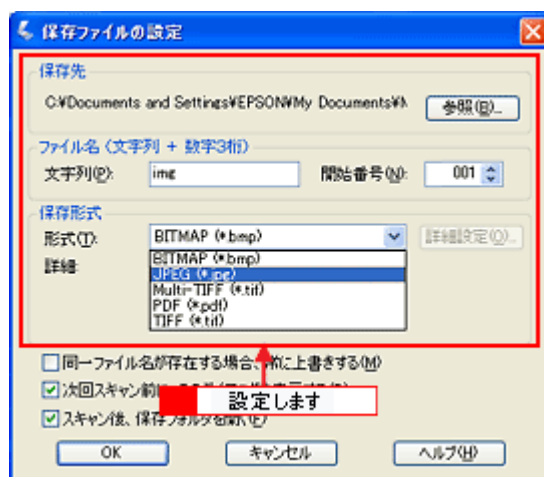 保存ファイルの設定
保存先
C:¥Documents and Settings¥EPSON¥My Documents¥M
参照(B)...
ファイル名 (文字列 + 数字3桁)
文字列(P):
img
開始番号(N):
001
保存形式
形式(T):
BITMAP (*.bmp)
詳細設定(O)...
詳細:
BITMAP (*.bmp)
JPEG (*.jpg)
Multi-TIFF (*.tif)
PDF (*.pdf)
TIFF (*.tif)
同一ファイル名が存在する場合、常に上書きする(M)
次回スキャン前に
設定します
スキャン後、保存フォルダを開く(F)
OK
キャンセル
ヘルプ(H)